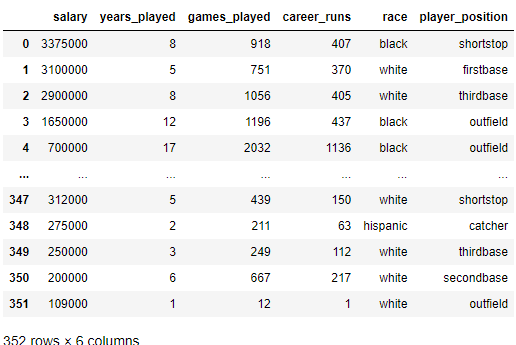 salary years_played games_played career_runs race player_position
0 3375000 8 918 407 black shortstop
1 3100000 5 751 370 white firstbase
2 2900000 8 1056 405 white thirdbase
3 1650000 12 1196 437 black outfield
4 700000 17 2032 1136 black outfield
... ... ... ... ... ... ...
347 312000 5 439 150 white shortstop
348 275000 2 211 63 hispanic catcher
349 250000 3 249 112 white thirdbase
350 200000 6 667 217 white secondbase
351 109000 1 12 1 white outfield
352 rows × 6 columns